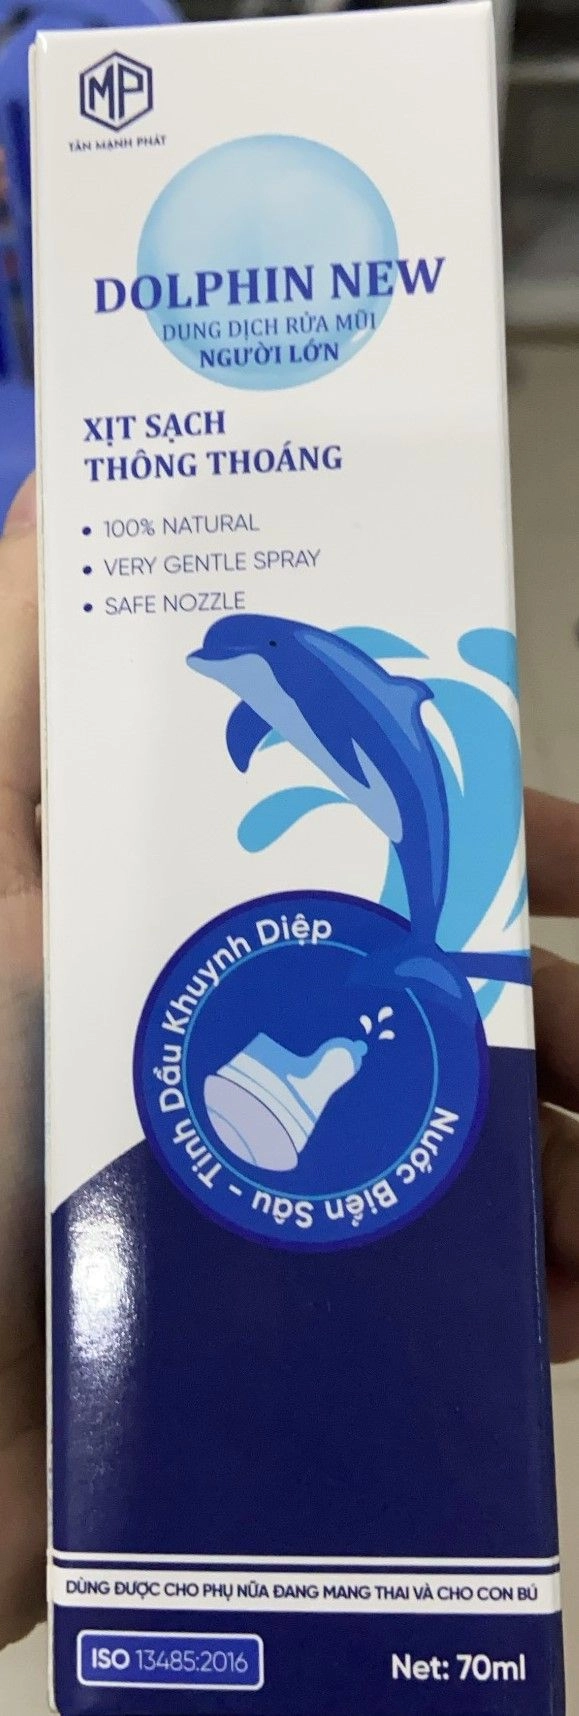 MP
TÂN MẠNH PHÁT
DOLPHIN NEW
DUNG DỊCH RỬA MŨI
NGƯỜI LỚN
XỊT SẠCH
THÔNG THOÁNG
• 100% NATURAL
• VERY GENTLE SPRAY
• SAFE NOZZLE
Nước Biển Sâu - Tinh Dầu Khuynh Diệp
DÙNG ĐƯỢC CHO PHỤ NỮA ĐANG MANG THAI VÀ CHO CON BÚ
ISO 13485:2016
Net: 70ml